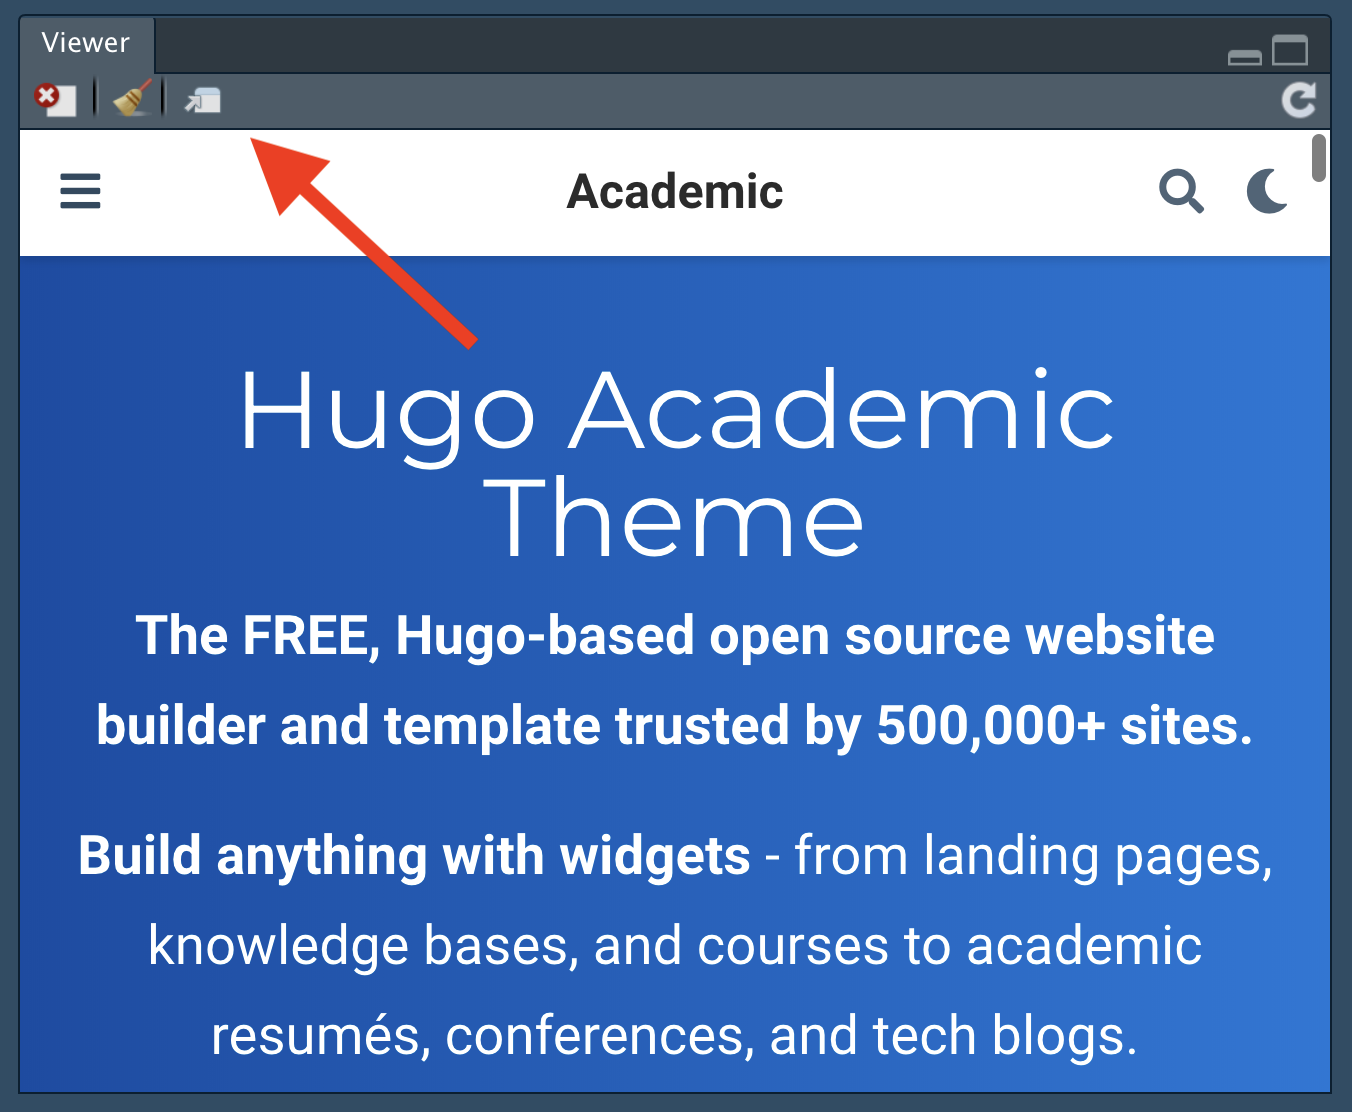 Viewer
Academic
Hugo Academic
Theme
The FREE, Hugo-based open source website
builder and template trusted by 500,000+ sites.
Build anything with widgets - from landing pages,
knowledge bases, and courses to academic
resumés, conferences, and tech blogs.